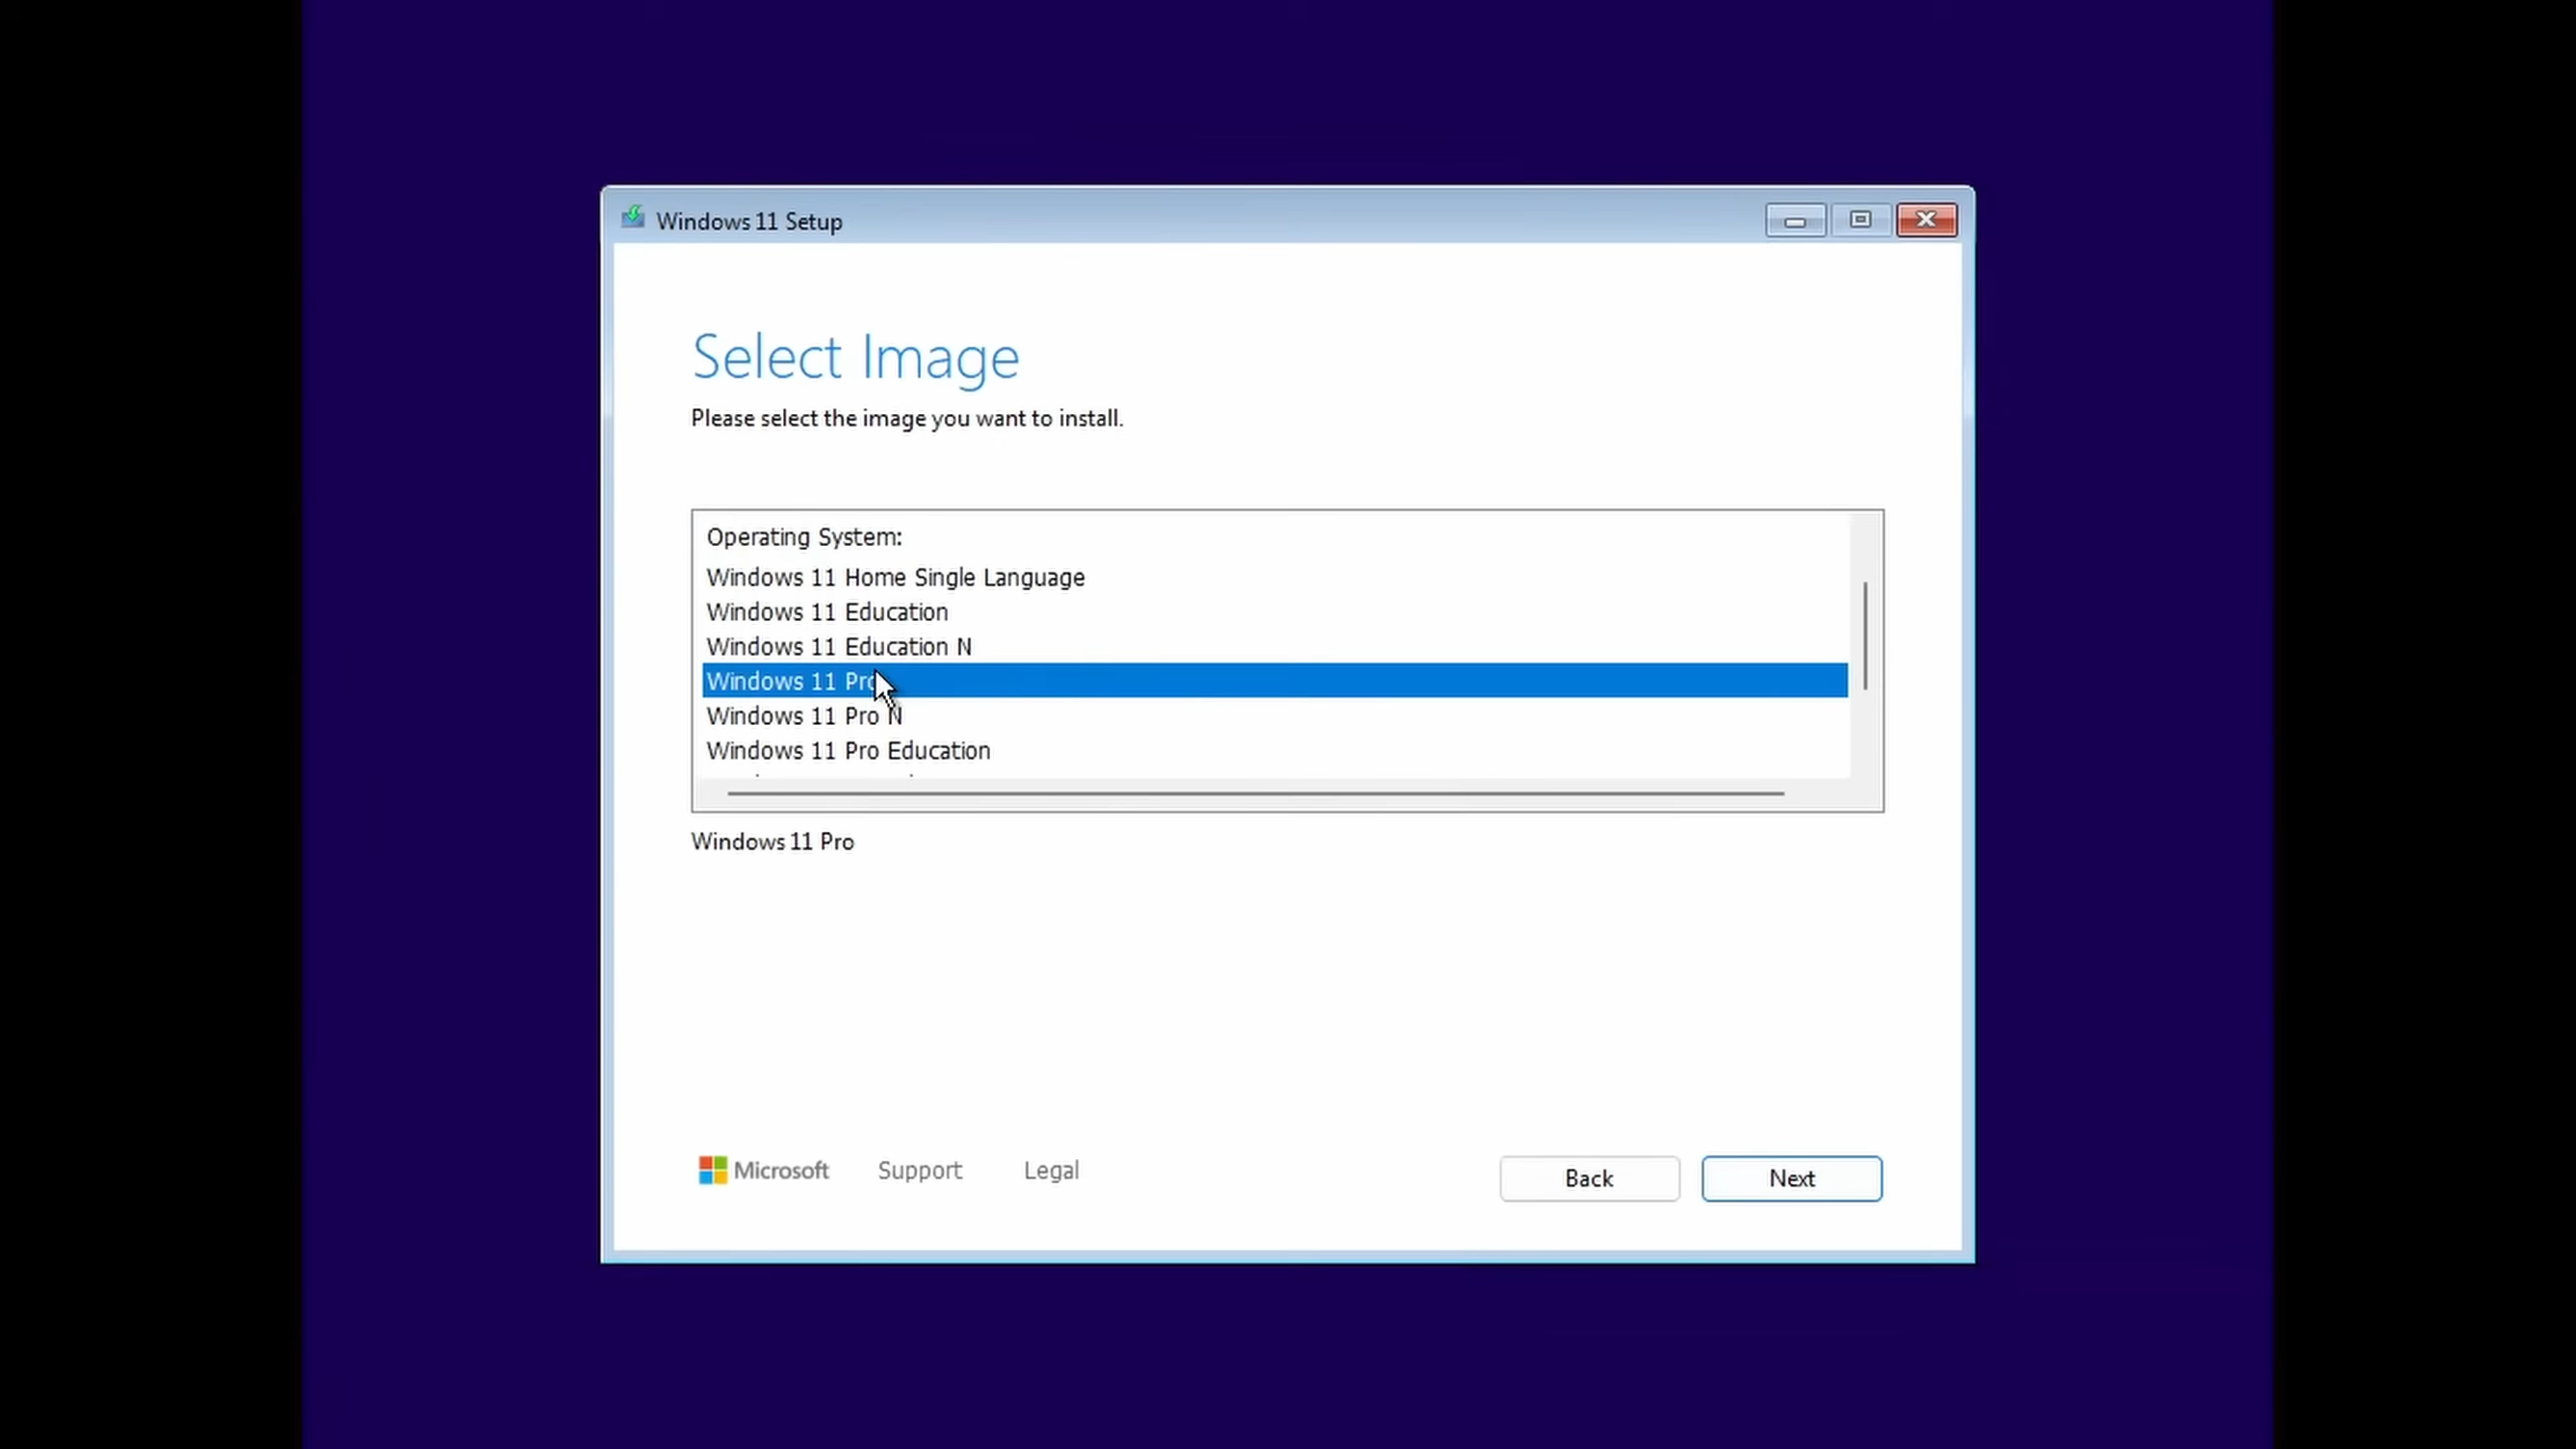 Windows 11 Setup
Select Image
Please select the image you want to install.
Operating System:
Windows 11 Home Single Language
Windows 11 Education
Windows 11 Education N
Windows 11 Pro
Windows 11 Pro N
Windows 11 Pro Education
Windows 11 Pro
Microsoft Support Legal
Back Next